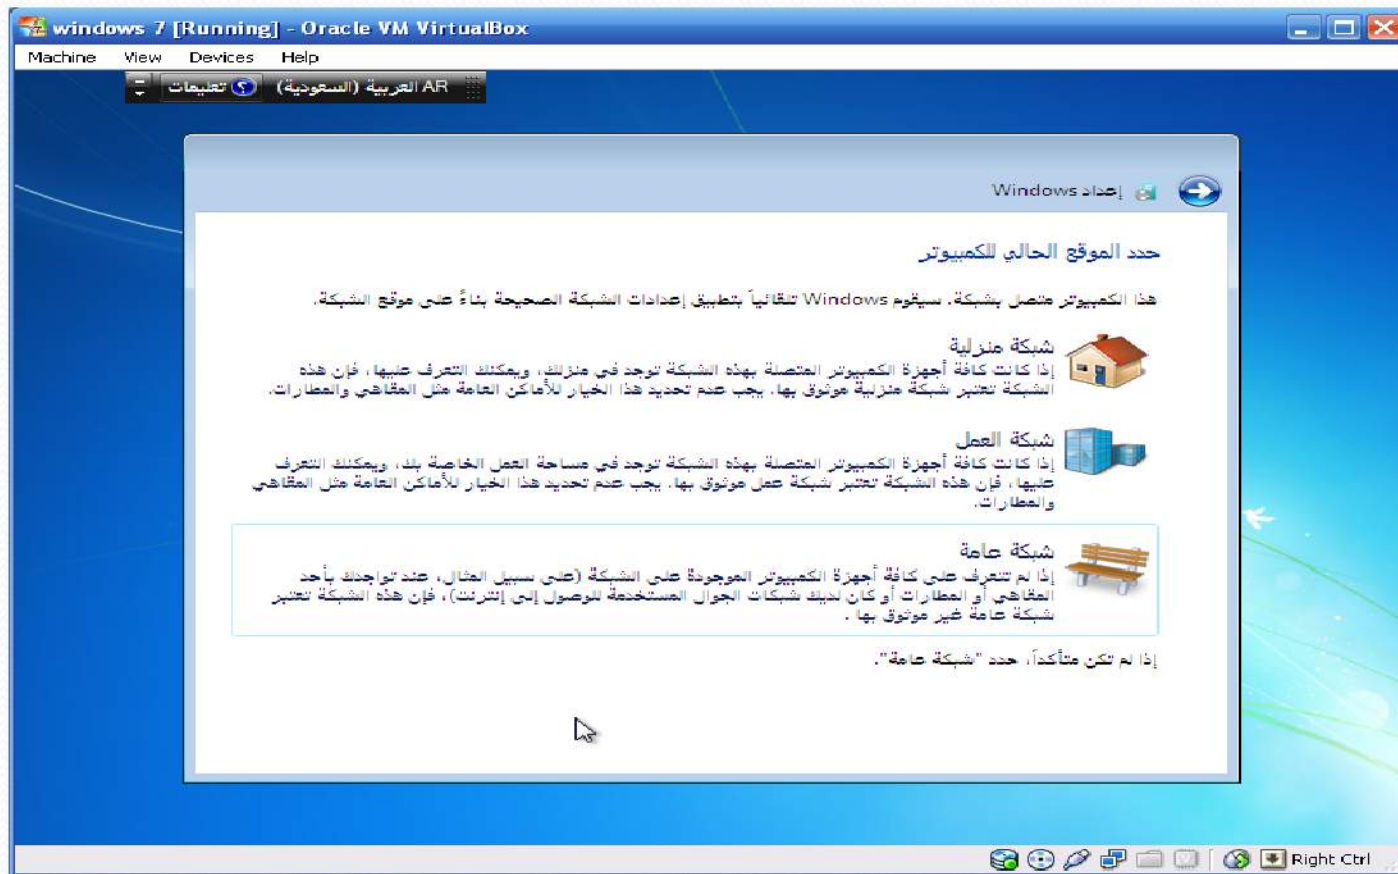 windows 7 [Running] - Oracle VM VirtualBox
Machine View Devices Help
AR العربية (السعودية) تعليمات
إعداد Windows
حدد الموقع الحالي للكمبيوتر
هذا الكمبيوتر متصل بشبكة. سيقوم Windows تلقائياً بتطبيق إعدادات الشبكة الصحيحة بناءً على موقع الشبكة.
شبكة منزلية
إذا كانت كافة أجهزة الكمبيوتر المتصلة بهذه الشبكة توجد في منزلك، ويمكنك التعرف عليها، فإن هذه
الشبكة تعتبر شبكة منزلية موثوق بها. يجب عدم تحديد هذا الخيار للأماكن العامة مثل المقاهي والمطارات.
شبكة العمل
إذا كانت كافة أجهزة الكمبيوتر المتصلة بهذه الشبكة توجد في مساحة العمل الخاصة بك، ويمكنك التعرف
عليها، فإن هذه الشبكة تعتبر شبكة عمل موثوق بها. يجب عدم تحديد هذا الخيار للأماكن العامة مثل المقاهي
والمطارات.
شبكة عامة
إذا لم تتعرف على كافة أجهزة الكمبيوتر الموجودة على الشبكة (على سبيل المثال، عند تواجدك بأحد
المقاهي أو المطارات أو كان لديك شبكات الجوال المستخدمة للوصول إلى إنترنت)، فإن هذه الشبكة تعتبر
شبكة عامة غير موثوق بها .
إذا لم تكن متأكداً، حدد "شبكة عامة".
Right Ctrl